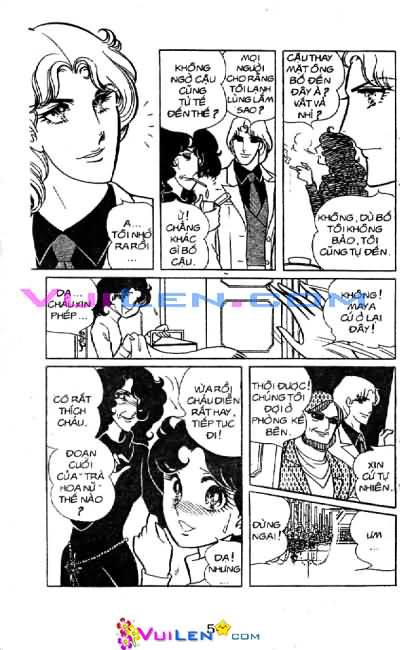 CẬU THAY
MẶT ÔNG
BỐ ĐẾN
ĐÂY À?
VẤT VẢ
NHỈ?
KHÔNG, DÙ BỐ
TÔI KHÔNG
BẢO, TÔI
CŨNG TỰ ĐẾN.
MỌI
NGƯỜI
CHO RẰNG
TÔI LẠNH
LÙNG LẮM
SAO?
KHÔNG
NGỜ CẬU
CŨNG
TỬ TẾ
ĐẾN THẾ?
Ừ!
CHẲNG
KHÁC
GÌ BỐ
CẬU.
A...
TÔI NHỚ
RA RỒI
...
KHÔNG!
MAYA
CỨ Ở LẠI
ĐÂY!
DẠ...
CHÁU XIN
PHÉP...
VUILEN.COM
THÔI ĐƯỢC!
CHÚNG TÔI
ĐỢI Ở
PHÒNG KẾ
BÊN.
XIN
CỨ TỰ
NHIÊN.
VỪA RỒI
CHÁU DIỄN
RẤT HAY,
TIẾP TỤC
ĐI!
CÔ RẤT
THÍCH
CHÁU.
ĐOẠN
CUỐI
CỦA "TRÀ
HOA NỮ"
THẾ NÀO
?
DẠ!
NHƯNG
...
ỪM
...
ĐỪNG
NGẠI!
5
VUILEN.COM